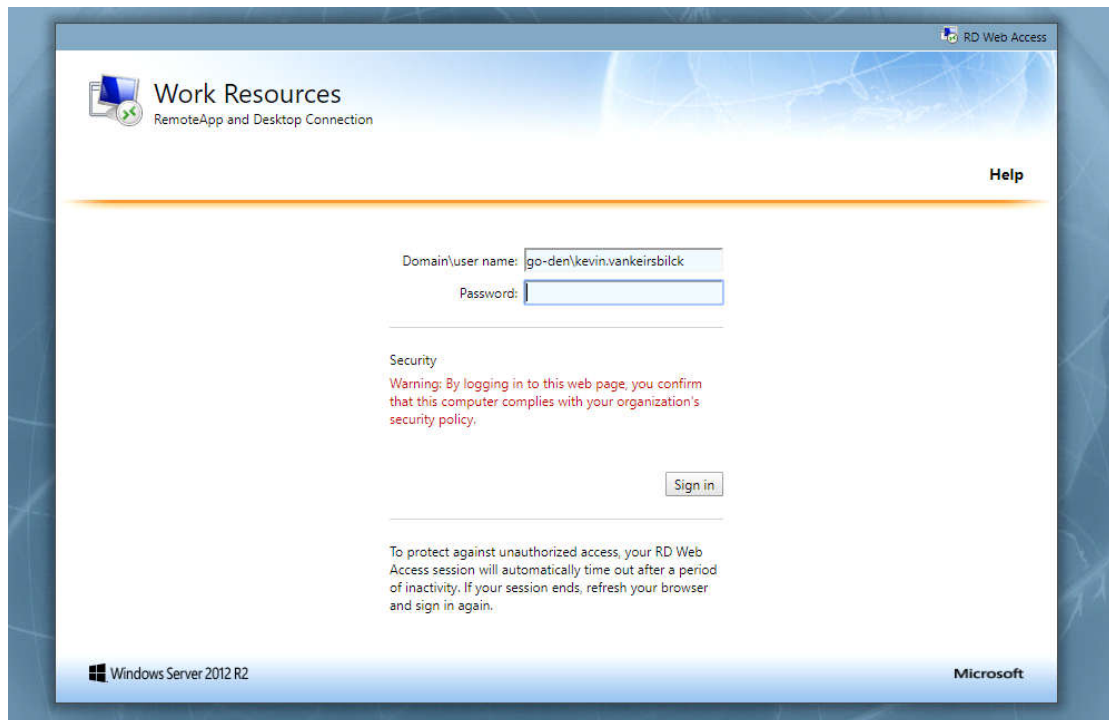 RD Web Access
Work Resources
RemoteApp and Desktop Connection
Help
Domain\user name: go-den\kevin.vankeirsbilck
Password:
Security
Warning: By logging in to this web page, you confirm
that this computer complies with your organization's
security policy.
Sign in
To protect against unauthorized access, your RD Web
Access session will automatically time out after a period
of inactivity. If your session ends, refresh your browser
and sign in again.
Windows Server 2012 R2
Microsoft